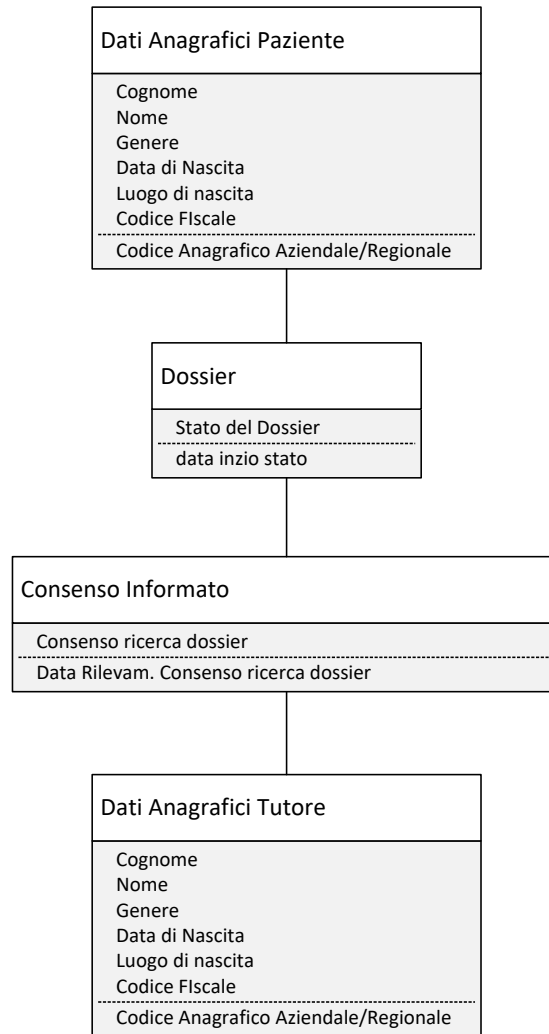 Dati Anagrafici Paziente
Cognome
Nome
Genere
Data di Nascita
Luogo di nascita
Codice FIscale
Codice Anagrafico Aziendale/Regionale
Dossier
Stato del Dossier
data inzio stato
Consenso Informato
Consenso ricerca dossier
Data Rilevam. Consenso ricerca dossier
Dati Anagrafici Tutore
Cognome
Nome
Genere
Data di Nascita
Luogo di nascita
Codice FIscale
Codice Anagrafico Aziendale/Regionale